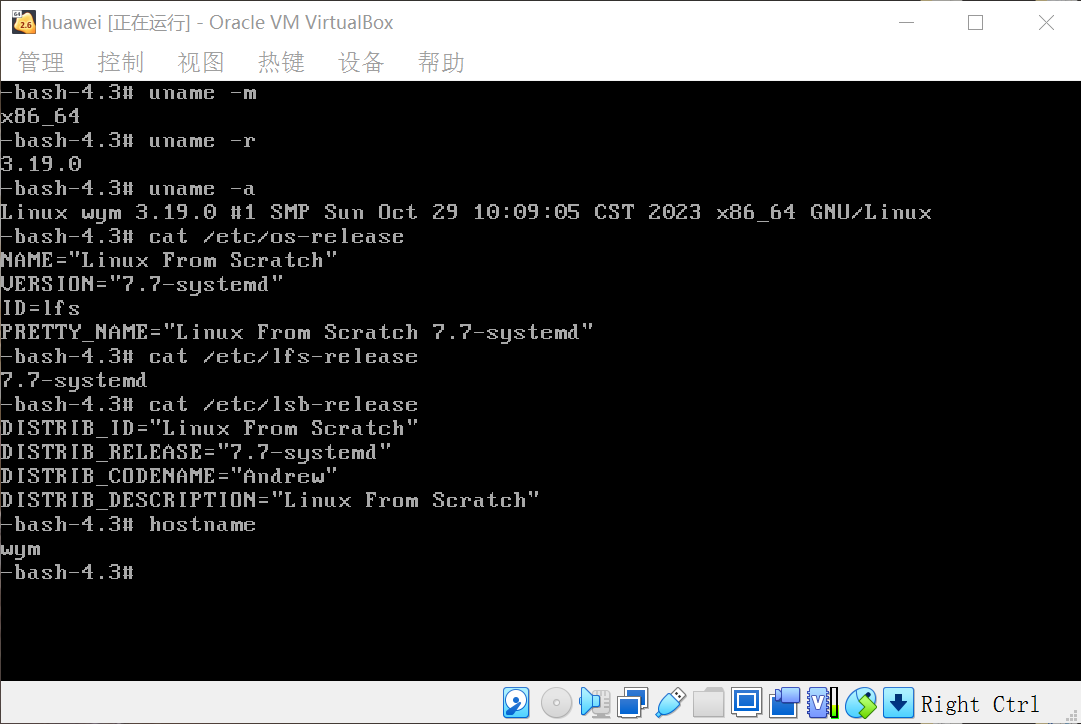 huawei [正在运行] - Oracle VM VirtualBox
管理 控制 视图 热键 设备 帮助
-bash-4.3# uname -m
x86_64
-bash-4.3# uname -r
3.19.0
-bash-4.3# uname -a
Linux wym 3.19.0 #1 SMP Sun Oct 29 10:09:05 CST 2023 x86_64 GNU/Linux
-bash-4.3# cat /etc/os-release
NAME="Linux From Scratch"
VERSION="7.7-systemd"
ID=lfs
PRETTY_NAME="Linux From Scratch 7.7-systemd"
-bash-4.3# cat /etc/lfs-release
7.7-systemd
-bash-4.3# cat /etc/lsb-release
DISTRIB_ID="Linux From Scratch"
DISTRIB_RELEASE="7.7-systemd"
DISTRIB_CODENAME="Andrew"
DISTRIB_DESCRIPTION="Linux From Scratch"
-bash-4.3# hostname
wym
-bash-4.3#
Right Ctrl